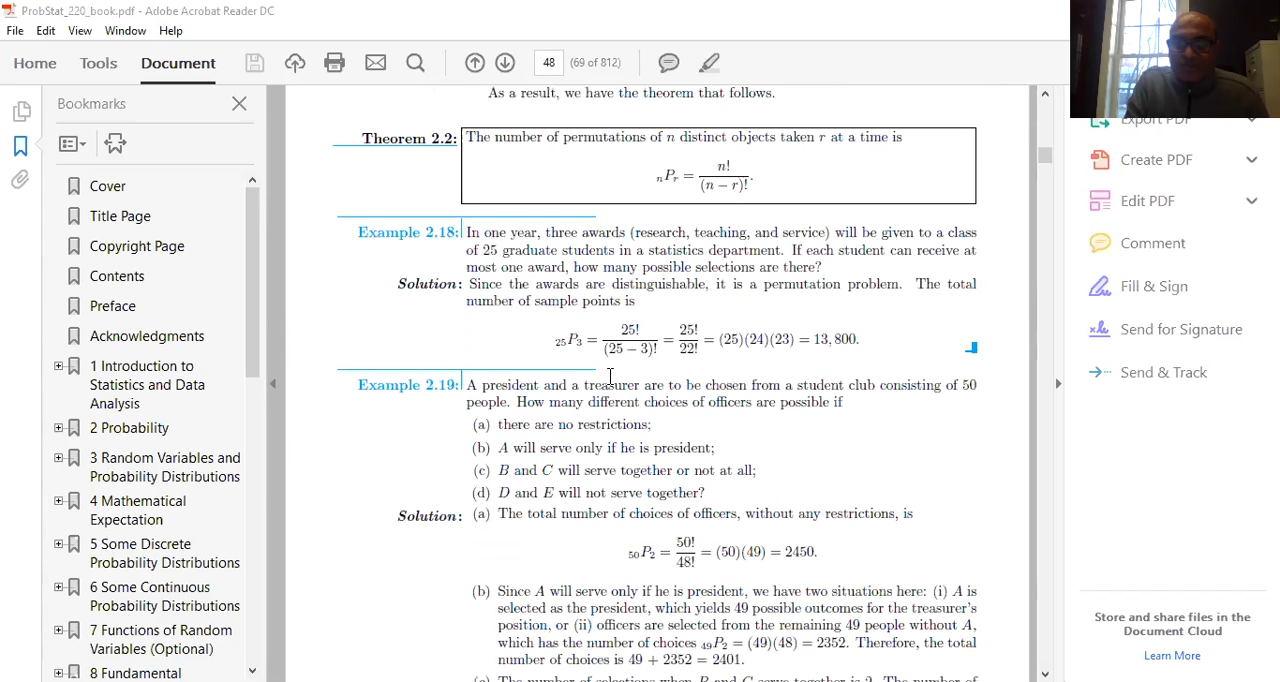 ProbStat_220_book.pdf - Adobe Acrobat Reader DC
File Edit View Window Help
Home Tools Document 48 (69 of 812)
Bookmarks
Cover
Title Page
Copyright Page
Contents
Preface
Acknowledgments
1 Introduction to
Statistics and Data
Analysis
2 Probability
3 Random Variables and
Probability Distributions
4 Mathematical
Expectation
5 Some Discrete
Probability Distributions
6 Some Continuous
Probability Distributions
7 Functions of Random
Variables (Optional)
8 Fundamental
As a result, we have the theorem that follows.
Theorem 2.2: The number of permutations of n distinct objects taken r at a time is
nPr = n! / (n − r)!.
Example 2.18: In one year, three awards (research, teaching, and service) will be given to a class
of 25 graduate students in a statistics department. If each student can receive at
most one award, how many possible selections are there?
Solution: Since the awards are distinguishable, it is a permutation problem. The total
number of sample points is
25P3 = 25! / (25 − 3)! = 25! / 22! = (25)(24)(23) = 13,800.
Example 2.19: A president and a treasurer are to be chosen from a student club consisting of 50
people. How many different choices of officers are possible if
(a) there are no restrictions;
(b) A will serve only if he is president;
(c) B and C will serve together or not at all;
(d) D and E will not serve together?
Solution: (a) The total number of choices of officers, without any restrictions, is
50P2 = 50! / 48! = (50)(49) = 2450.
(b) Since A will serve only if he is president, we have two situations here: (i) A is
selected as the president, which yields 49 possible outcomes for the treasurer's
position, or (ii) officers are selected from the remaining 49 people without A,
which has the number of choices 49P2 = (49)(48) = 2352. Therefore, the total
number of choices is 49 + 2352 = 2401.
(c) The number of selections when B and C serve together is 2. The number of
Export PDF
Create PDF
Edit PDF
Comment
Fill & Sign
Send for Signature
Send & Track
Store and share files in the
Document Cloud
Learn More